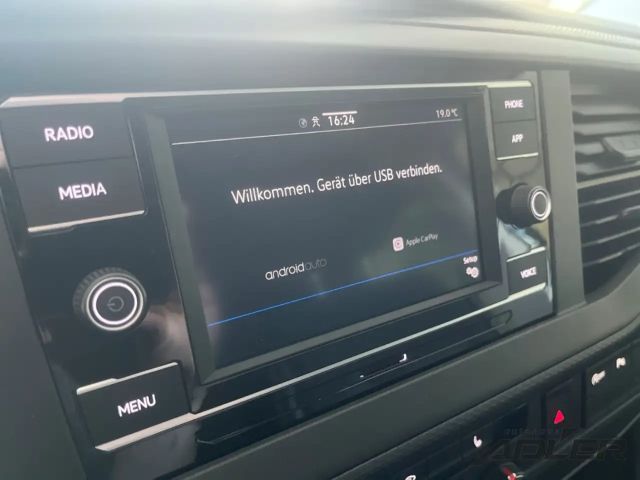 RADIO
MEDIA
MENU
16:24
19.0°C
Willkommen. Gerät über USB verbinden.
androidauto
Apple CarPlay
Setup
PHONE
APP
VOICE
ADLER